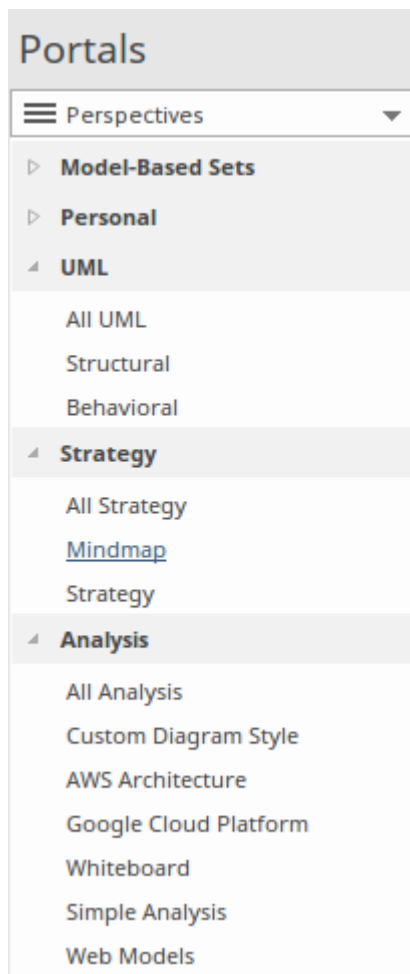 Portals
Perspectives
Model-Based Sets
Personal
UML
All UML
Structural
Behavioral
Strategy
All Strategy
Mindmap
Strategy
Analysis
All Analysis
Custom Diagram Style
AWS Architecture
Google Cloud Platform
Whiteboard
Simple Analysis
Web Models